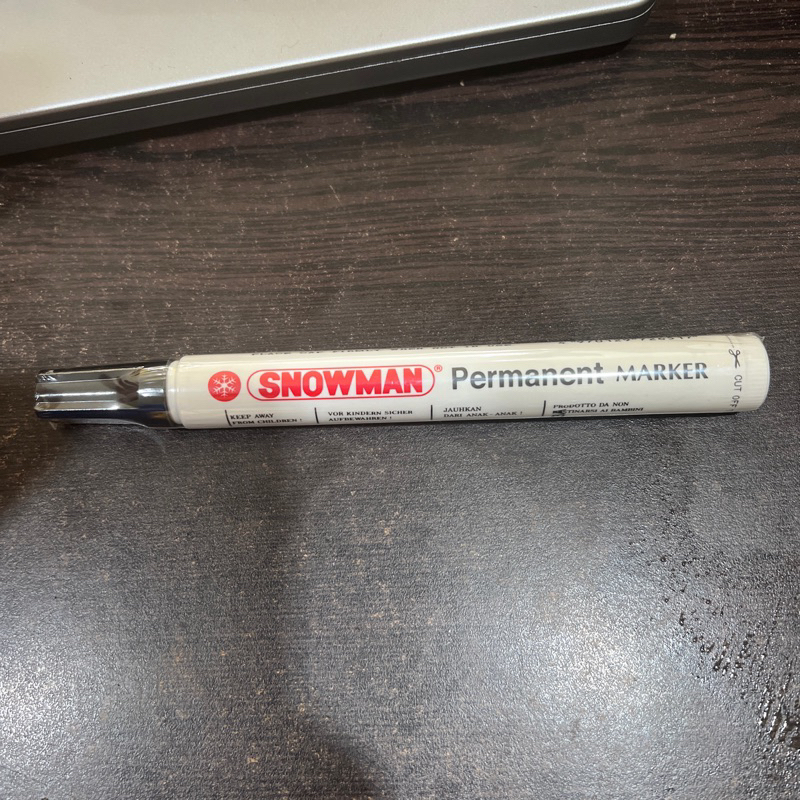 SNOWMAN® Permanent MARKER
KEEP AWAY
FROM CHILDREN !
VOR KINDERN SICHER
AUFBEWAHREN !
JAUHKAN
DARI ANAK - ANAK !
PRODOTTO DA NON
AI BAMBINI
CUT OFF